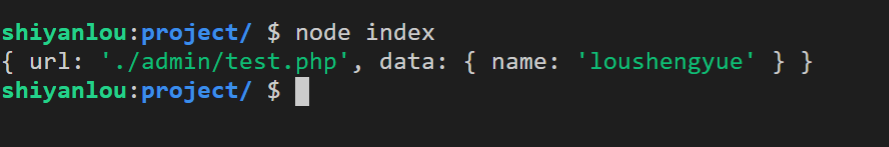 shiyanlou:project/ $ node index
{ url: './admin/test.php', data: { name: 'loushengyue' } }
shiyanlou:project/ $